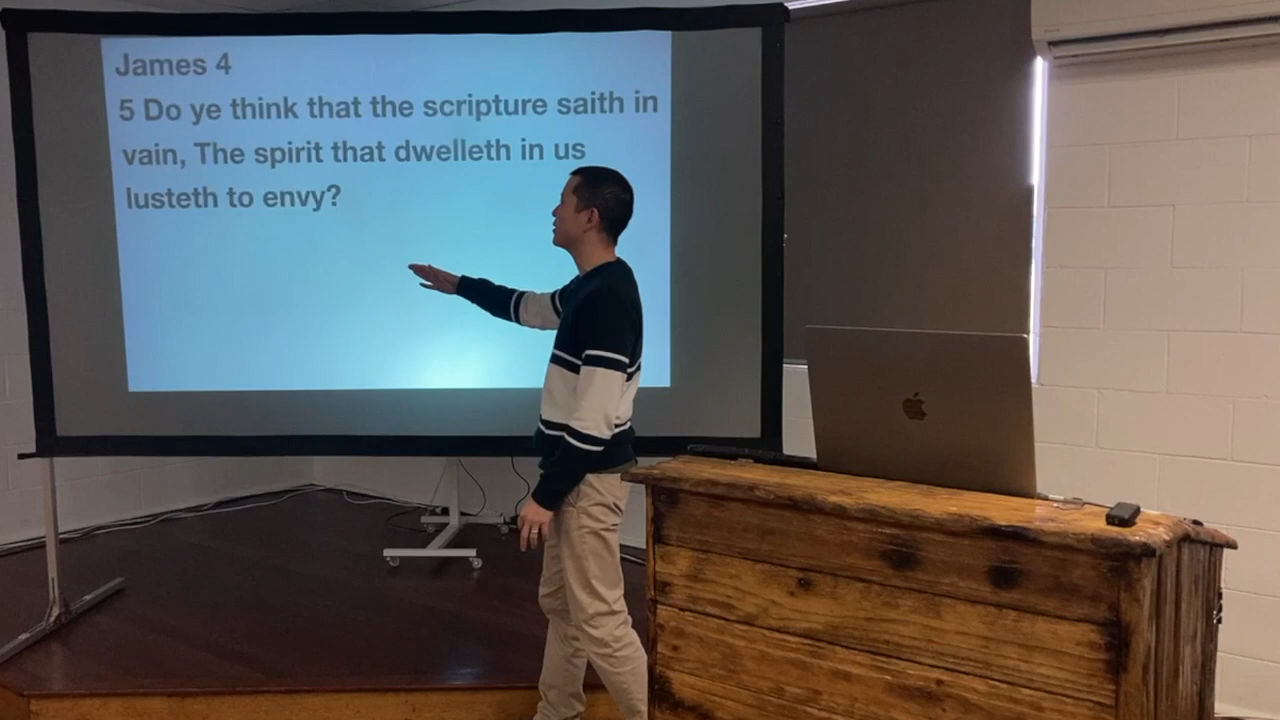 James 4
5 Do ye think that the scripture saith in
vain, The spirit that dwelleth in us
lusteth to envy?